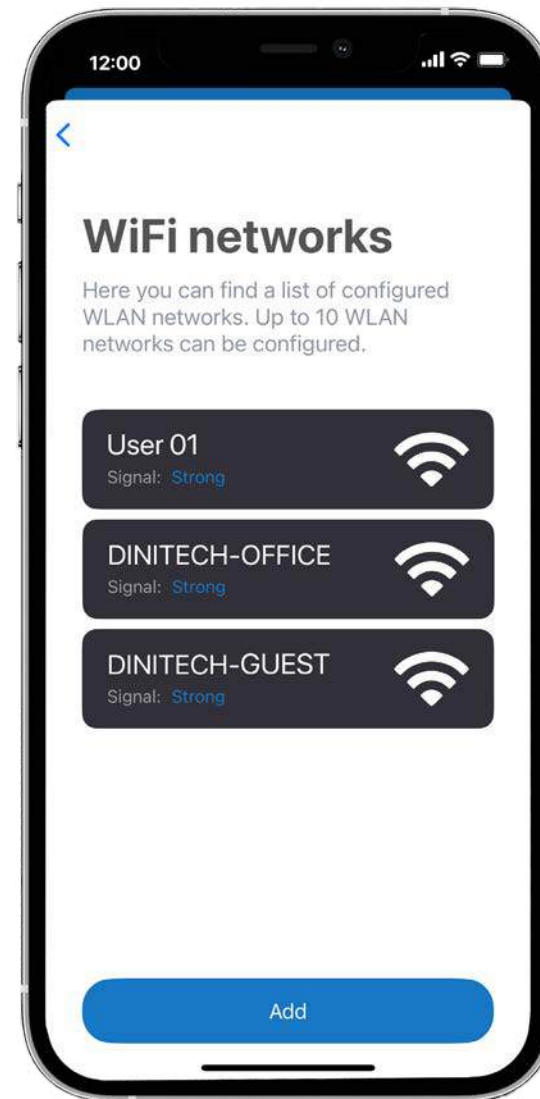 12:00
WiFi networks
Here you can find a list of configured
WLAN networks. Up to 10 WLAN
networks can be configured.
User 01
Signal: Strong
DINITECH-OFFICE
Signal: Strong
DINITECH-GUEST
Signal: Strong
Add